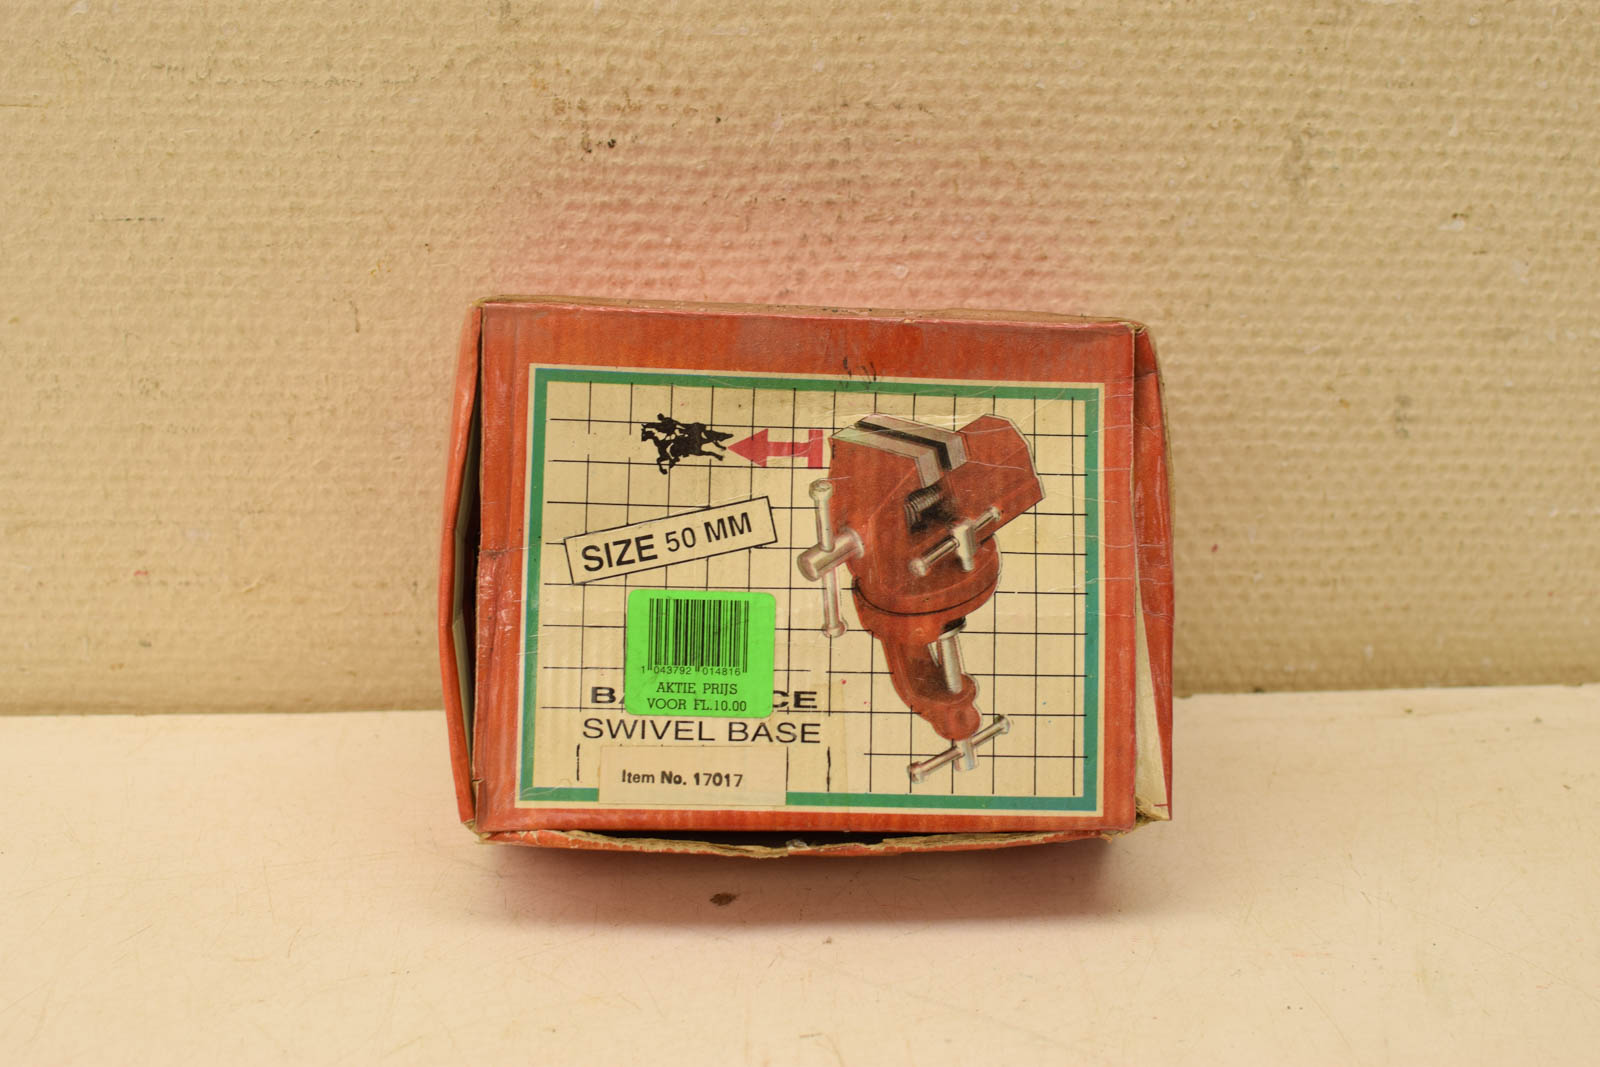 SIZE 50 MM
1 043792 014816
AKTIE PRIJS
VOOR FL.10.00
SWIVEL BASE
Item No. 17017